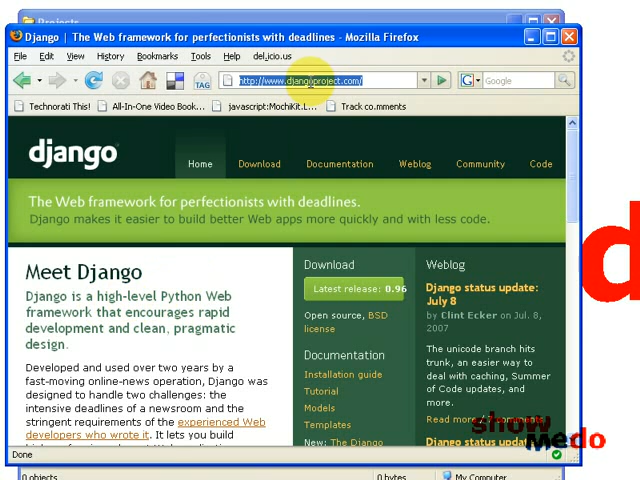 Projects
Django | The Web framework for perfectionists with deadlines. - Mozilla Firefox
File Edit View History Bookmarks Tools Help del.icio.us
TAG http://www.djangoproject.com/ G Google
Technorati This! All-In-One Video Book... javascript:MochiKit.L... Track co.mments
django Home Download Documentation Weblog Community Code
The Web framework for perfectionists with deadlines.
Django makes it easier to build better Web apps more quickly and with less code.
Meet Django
Django is a high-level Python Web
framework that encourages rapid
development and clean, pragmatic
design.
Developed and used over two years by a
fast-moving online-news operation, Django was
designed to handle two challenges: the
intensive deadlines of a newsroom and the
stringent requirements of the experienced Web
developers who wrote it. It lets you build
Download
Latest release: 0.96
Open source, BSD
license
Documentation
Installation guide
Tutorial
Models
Templates
New: The Django
Weblog
Django status update:
July 8
by Clint Ecker on Jul. 8,
2007
The unicode branch hits
trunk, an easier way to
deal with caching, Summer
of Code updates, and
more.
Read more / 7 comments
Django status update:
show
medo
d
Done
0 objects 0 bytes My Computer